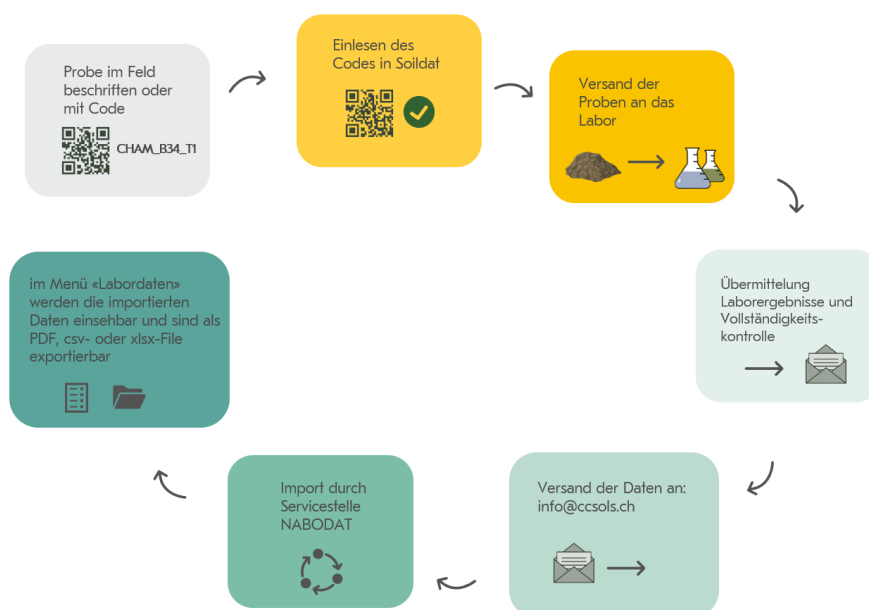 Probe im Feld
beschriften oder
mit Code
CHAM_B34_T1
Einlesen des
Codes in Soildat
Versand der
Proben an das
Labor
Übermittelung
Laborergebnisse und
Vollständigkeits-
kontrolle
Versand der Daten an:
info@ccsols.ch
Import durch
Servicestelle
NABODAT
im Menü «Labordaten»
werden die importierten
Daten einsehbar und sind als
PDF, csv- oder xlsx-File
exportierbar